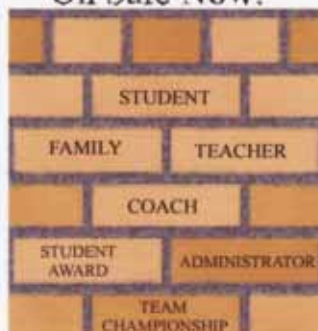 On Sale Now!
STUDENT
FAMILY
TEACHER
COACH
STUDENT
AWARD
ADMINISTRATOR
TEAM
CHAMPIONSHIP